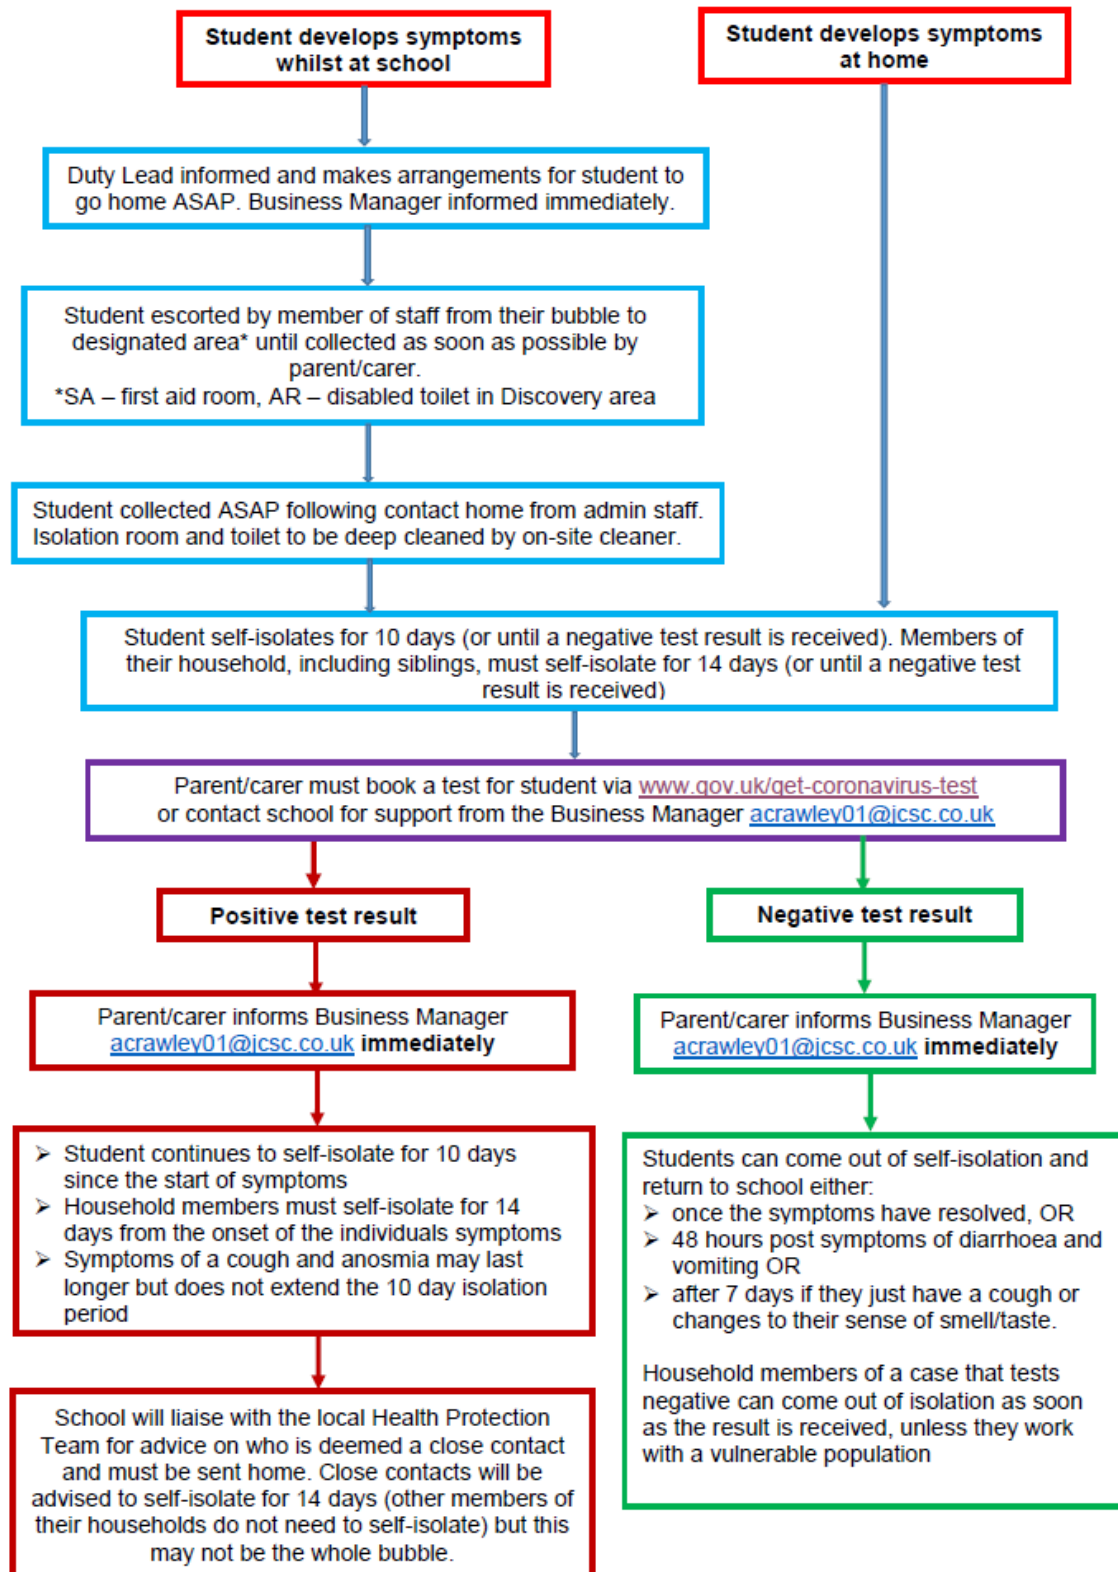 Student develops symptoms
whilst at school
Student develops symptoms
at home
Duty Lead informed and makes arrangements for student to
go home ASAP. Business Manager informed immediately.
Student escorted by member of staff from their bubble to
designated area* until collected as soon as possible by
parent/carer.
*SA – first aid room, AR – disabled toilet in Discovery area
Student collected ASAP following contact home from admin staff.
Isolation room and toilet to be deep cleaned by on-site cleaner.
Student self-isolates for 10 days (or until a negative test result is received). Members of
their household, including siblings, must self-isolate for 14 days (or until a negative test
result is received)
Parent/carer must book a test for student via www.gov.uk/get-coronavirus-test
or contact school for support from the Business Manager acrawley01@jcsc.co.uk
Positive test result
Negative test result
Parent/carer informs Business Manager
acrawley01@jcsc.co.uk immediately
Parent/carer informs Business Manager
acrawley01@jcsc.co.uk immediately
➢ Student continues to self-isolate for 10 days
since the start of symptoms
➢ Household members must self-isolate for 14
days from the onset of the individuals symptoms
➢ Symptoms of a cough and anosmia may last
longer but does not extend the 10 day isolation
period
Students can come out of self-isolation and
return to school either:
➢ once the symptoms have resolved, OR
➢ 48 hours post symptoms of diarrhoea and
vomiting OR
➢ after 7 days if they just have a cough or
changes to their sense of smell/taste.
Household members of a case that tests
negative can come out of isolation as soon
as the result is received, unless they work
with a vulnerable population
School will liaise with the local Health Protection
Team for advice on who is deemed a close contact
and must be sent home. Close contacts will be
advised to self-isolate for 14 days (other members of
their households do not need to self-isolate) but this
may not be the whole bubble.